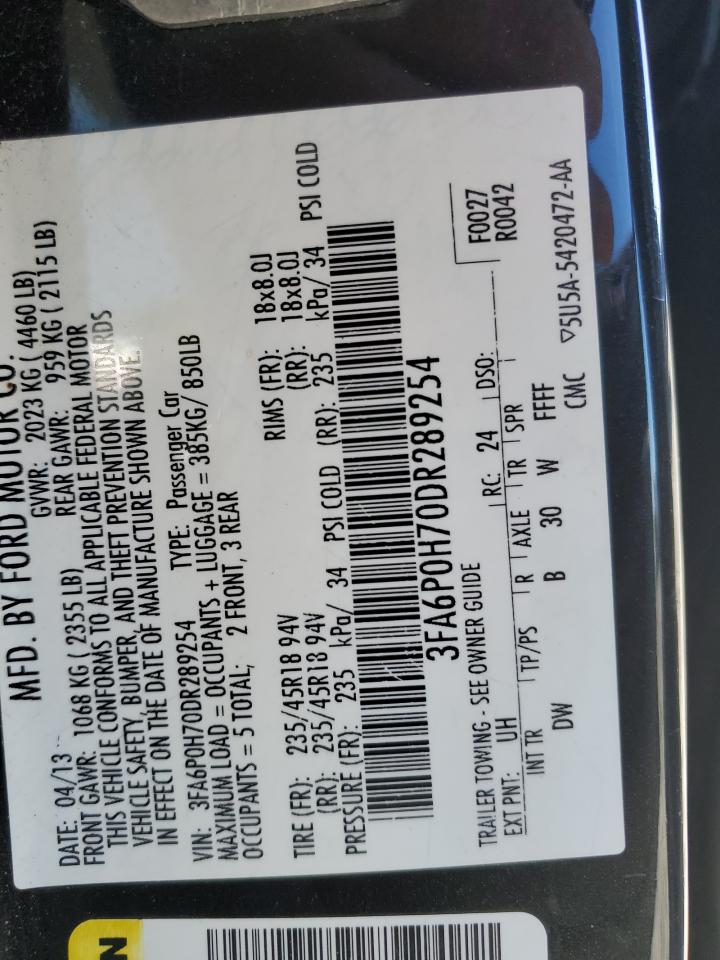 MFD. BY FORD MOTOR CO.
DATE: 04/13 GVWR: 2023 KG ( 4460 LB)
FRONT GAWR: 1068 KG ( 2355 LB) REAR GAWR: 959 KG ( 2115 LB)
THIS VEHICLE CONFORMS TO ALL APPLICABLE FEDERAL MOTOR
VEHICLE SAFETY, BUMPER, AND THEFT PREVENTION STANDARDS
IN EFFECT ON THE DATE OF MANUFACTURE SHOWN ABOVE.
VIN: 3FA6P0H70DR289254 TYPE: Passenger Car
MAXIMUM LOAD = OCCUPANTS + LUGGAGE = 385KG/ 850LB
OCCUPANTS = 5 TOTAL; 2 FRONT, 3 REAR
TIRE (FR): 235/45R18 94V RIMS (FR): 18x8.0J
(RR): 235/45R18 94V (RR): 18x8.0J
PRESSURE (FR): 235 kPa/ 34 PSI COLD (RR): 235 kPa/ 34 PSI COLD
3FA6P0H70DR289254
TRAILER TOWING - SEE OWNER GUIDE
F0027
EXT PNT: UH RC: 24 DSO: R0042
INT TR TP/PS R AXLE TR SPR
DW B 30 W FFFF
CMC ▽5U5A-5420472-AA
N